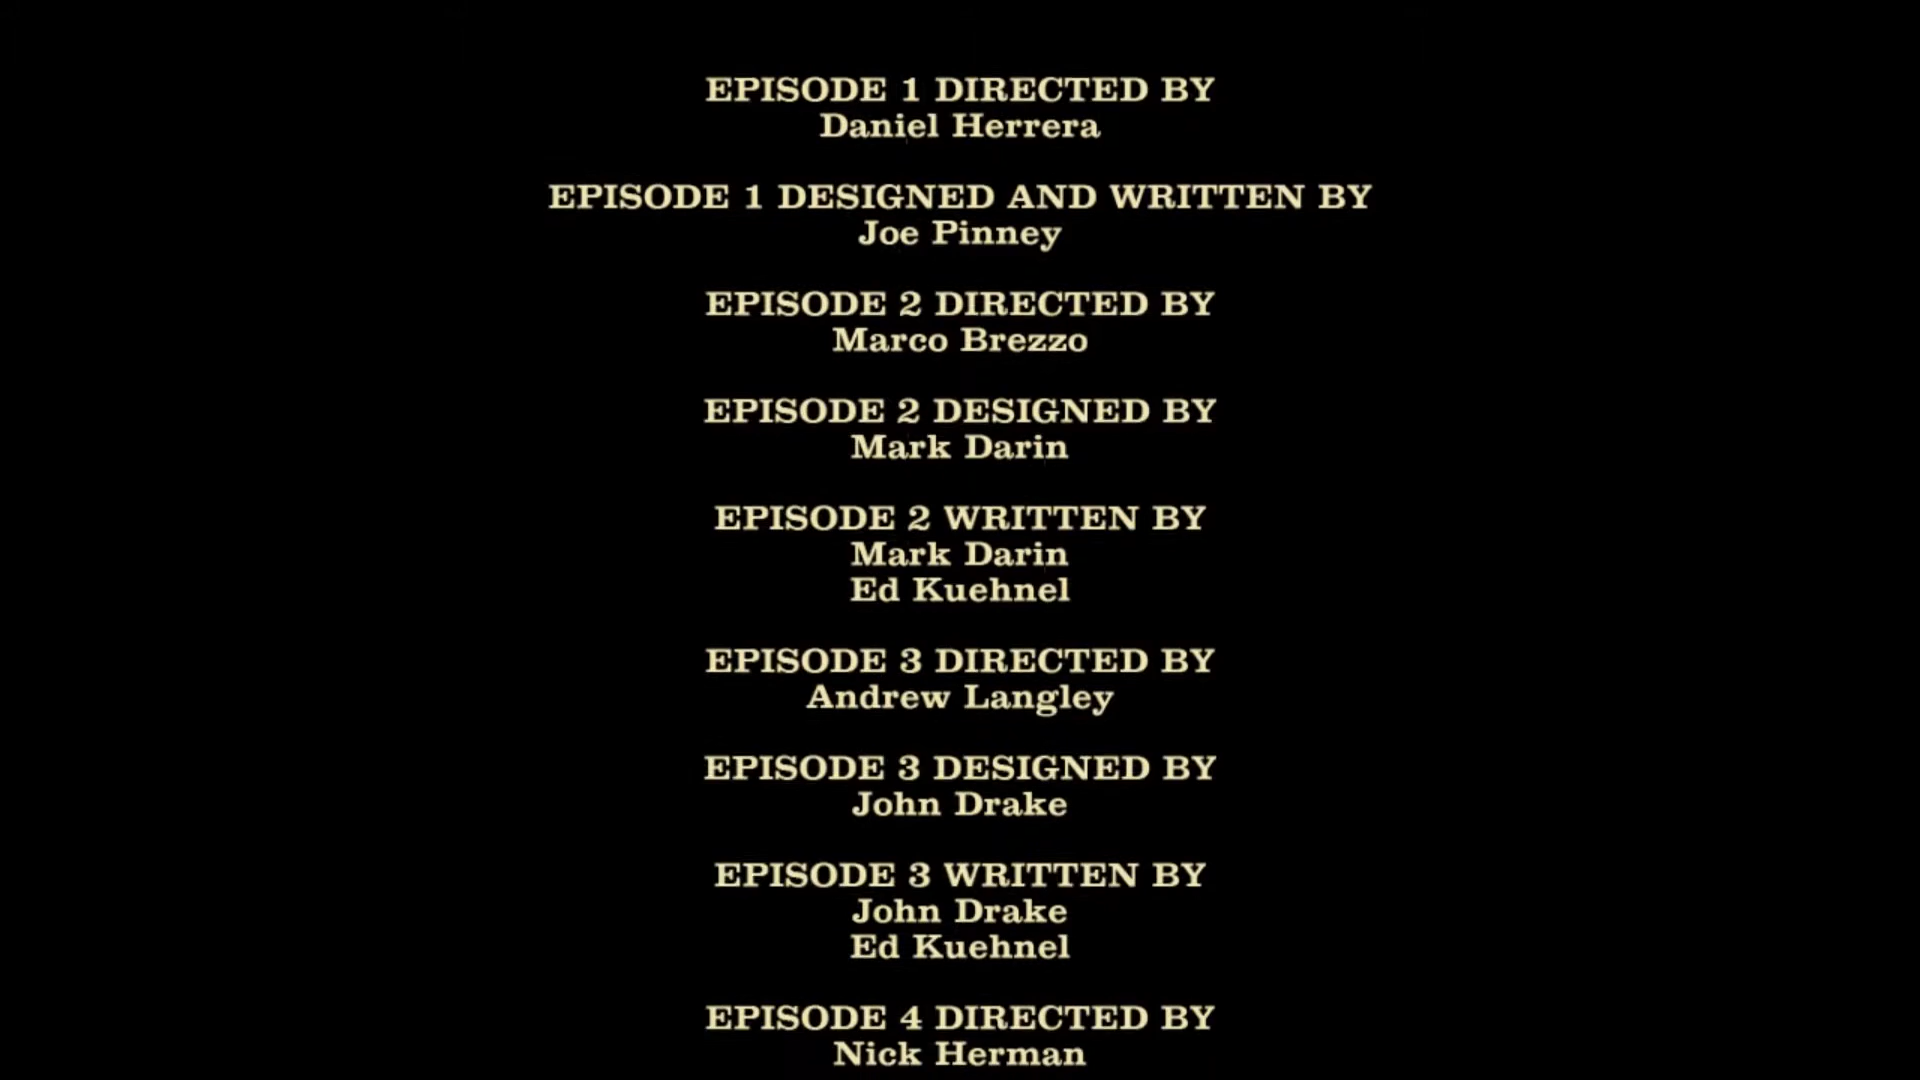 EPISODE 1 DIRECTED BY
Daniel Herrera
EPISODE 1 DESIGNED AND WRITTEN BY
Joe Pinney
EPISODE 2 DIRECTED BY
Marco Brezzo
EPISODE 2 DESIGNED BY
Mark Darin
EPISODE 2 WRITTEN BY
Mark Darin
Ed Kuehnel
EPISODE 3 DIRECTED BY
Andrew Langley
EPISODE 3 DESIGNED BY
John Drake
EPISODE 3 WRITTEN BY
John Drake
Ed Kuehnel
EPISODE 4 DIRECTED BY
Nick Herman